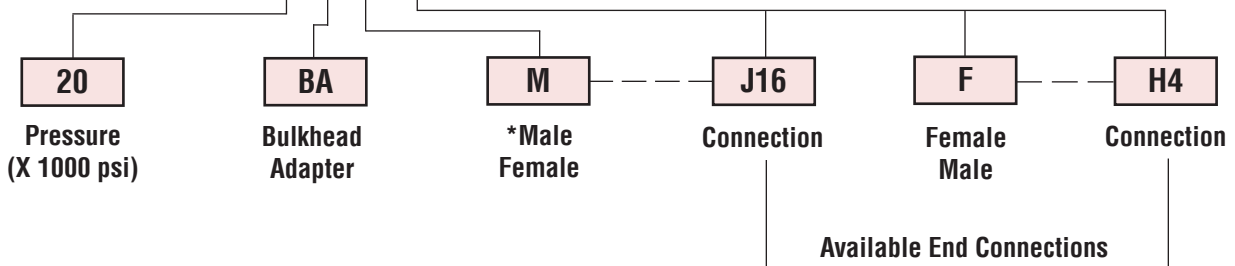 20 BA M J16 F H4
Pressure
(X 1000 psi)
Bulkhead
Adapter
*Male
Female
Connection
Female
Male
Connection
Available End Connections